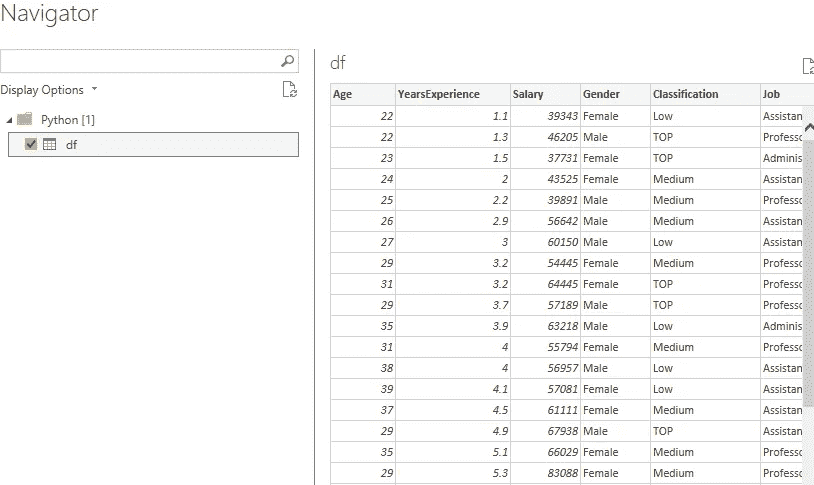 Navigator
Display Options
Python [1]
df
df
Age YearsExperience Salary Gender Classification Job
22 1.1 39343 Female Low Assistan
22 1.3 46205 Male TOP Professo
23 1.5 37731 Female TOP Adminis
24 2 43525 Female Medium Assistan
25 2.2 39891 Male Medium Professo
26 2.9 56642 Male Medium Assistan
27 3 60150 Male Low Assistan
29 3.2 54445 Female Medium Professo
31 3.2 64445 Female TOP Professo
29 3.7 57189 Male TOP Professo
35 3.9 63218 Male Low Adminis
31 4 55794 Female Medium Professo
38 4 56957 Male Low Assistan
39 4.1 57081 Female Low Assistan
37 4.5 61111 Female Medium Assistan
29 4.9 67938 Male TOP Assistan
35 5.1 66029 Female Medium Professo
29 5.3 83088 Female Medium Professo